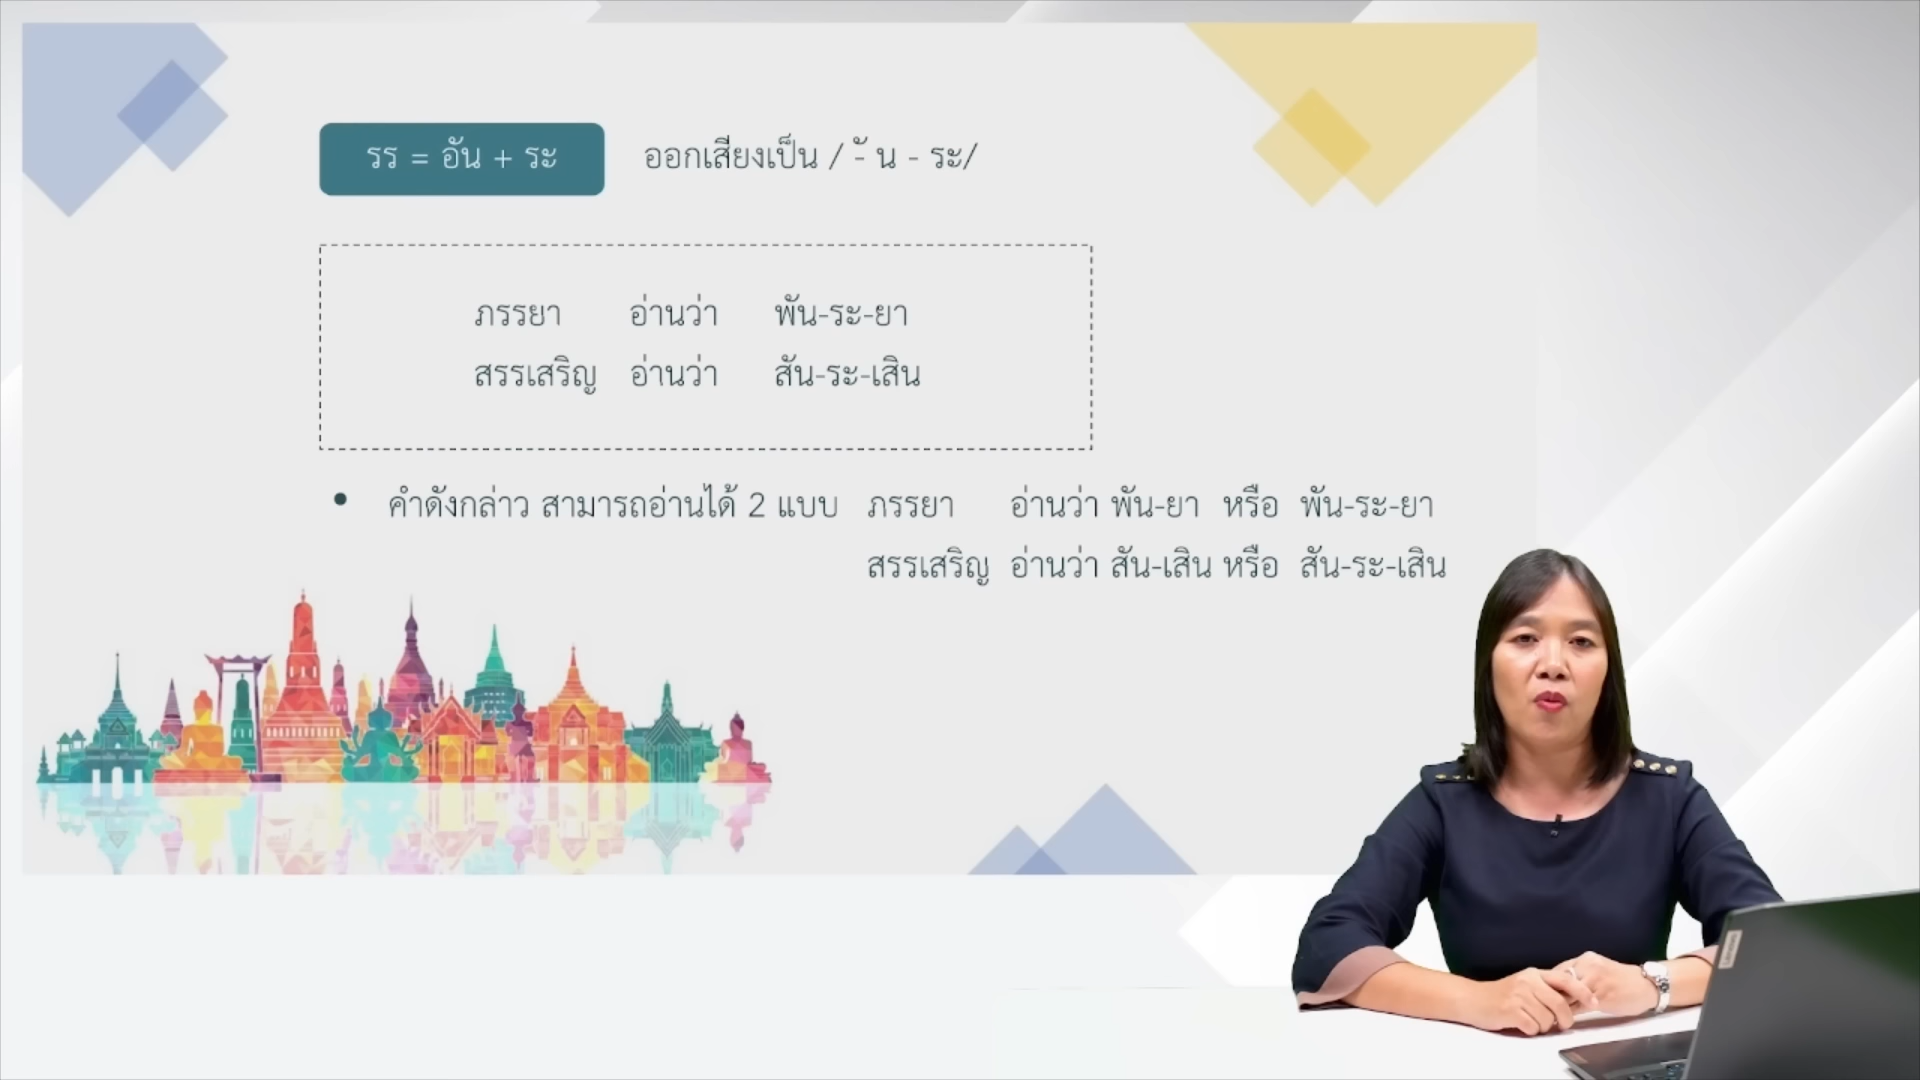 รร = อัน + ระ ออกเสียงเป็น / -ั น - ระ/
ภรรยา อ่านว่า พัน-ระ-ยา
สรรเสริญ อ่านว่า สัน-ระ-เสิน
• คำดังกล่าว สามารถอ่านได้ 2 แบบ ภรรยา อ่านว่า พัน-ยา หรือ พัน-ระ-ยา
สรรเสริญ อ่านว่า สัน-เสิน หรือ สัน-ระ-เสิน